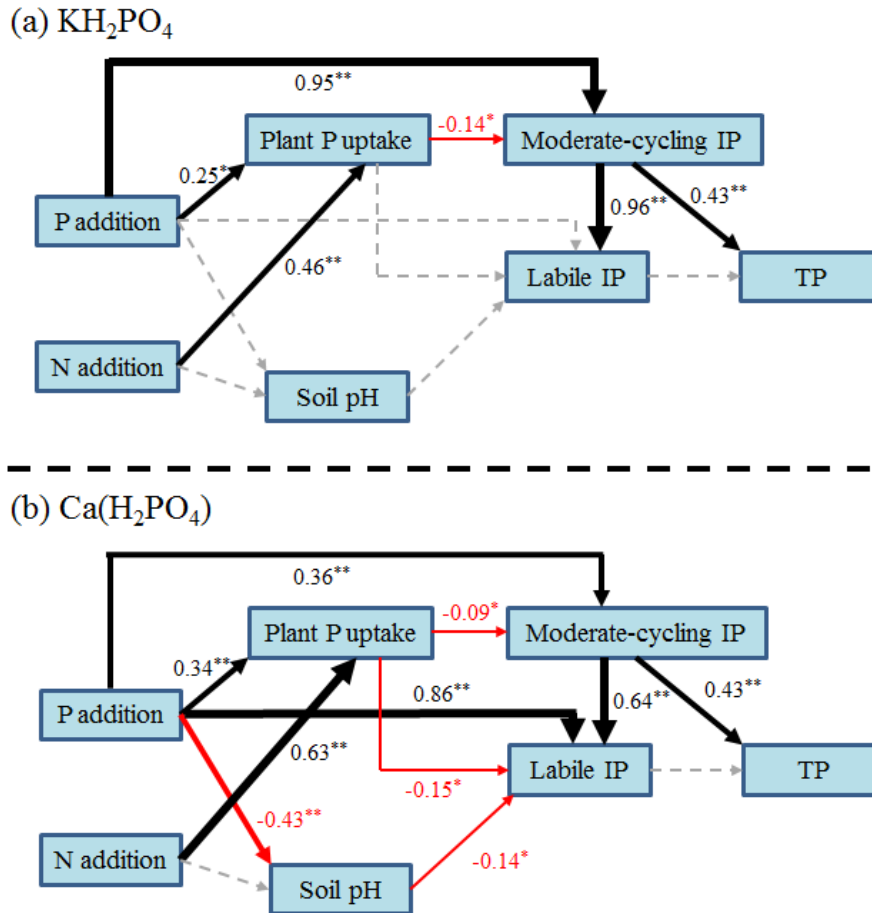 (a) KH₂PO₄
0.95**
Plant P uptake
-0.14*
Moderate-cycling IP
0.25*
0.43**
P addition
0.96**
0.46**
Labile IP
TP
N addition
Soil pH
(b) Ca(H₂PO₄)
0.36**
Plant P uptake
-0.09*
Moderate-cycling IP
0.34**
0.86**
0.64**
0.43**
P addition
0.63**
Labile IP
TP
-0.15*
-0.43**
N addition
-0.14*
Soil pH